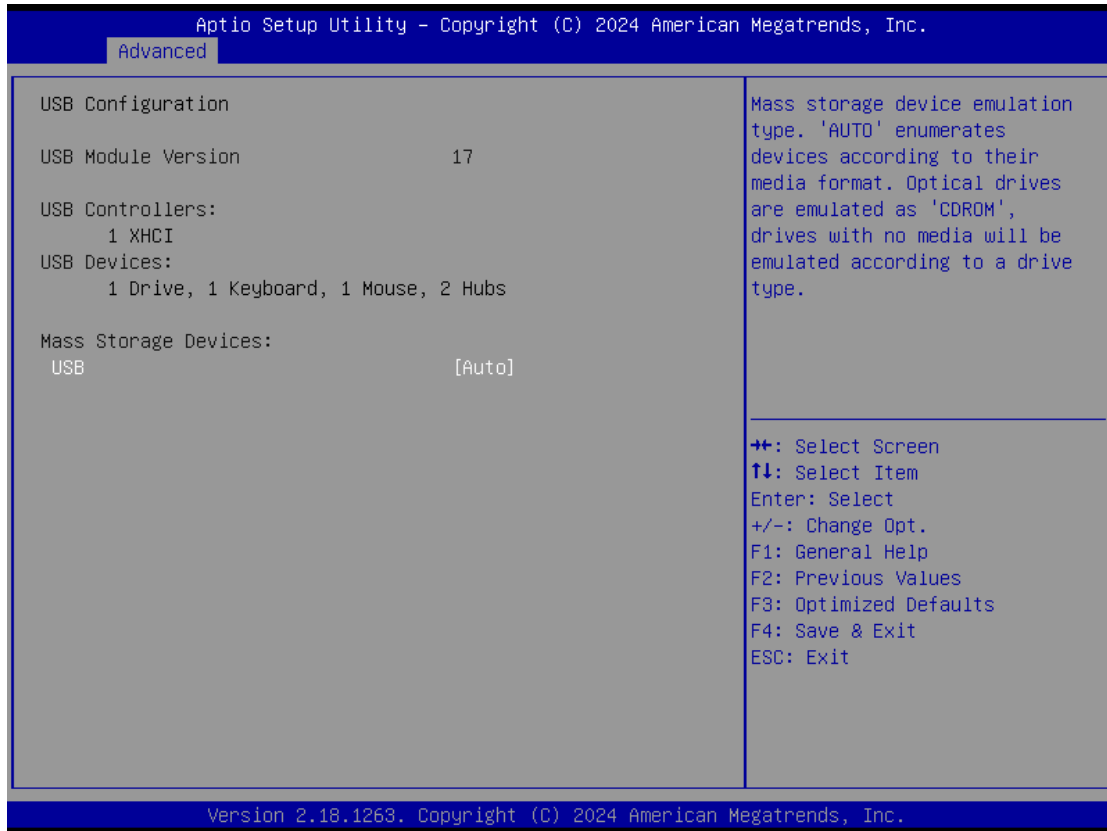 Aptio Setup Utility – Copyright (C) 2024 American Megatrends, Inc.
Advanced
USB Configuration
USB Module Version 17
USB Controllers:
1 XHCI
USB Devices:
1 Drive, 1 Keyboard, 1 Mouse, 2 Hubs
Mass Storage Devices:
USB [Auto]
Mass storage device emulation
type. 'AUTO' enumerates
devices according to their
media format. Optical drives
are emulated as 'CDROM',
drives with no media will be
emulated according to a drive
type.
→←: Select Screen
↑↓: Select Item
Enter: Select
+/-: Change Opt.
F1: General Help
F2: Previous Values
F3: Optimized Defaults
F4: Save & Exit
ESC: Exit
Version 2.18.1263. Copyright (C) 2024 American Megatrends, Inc.